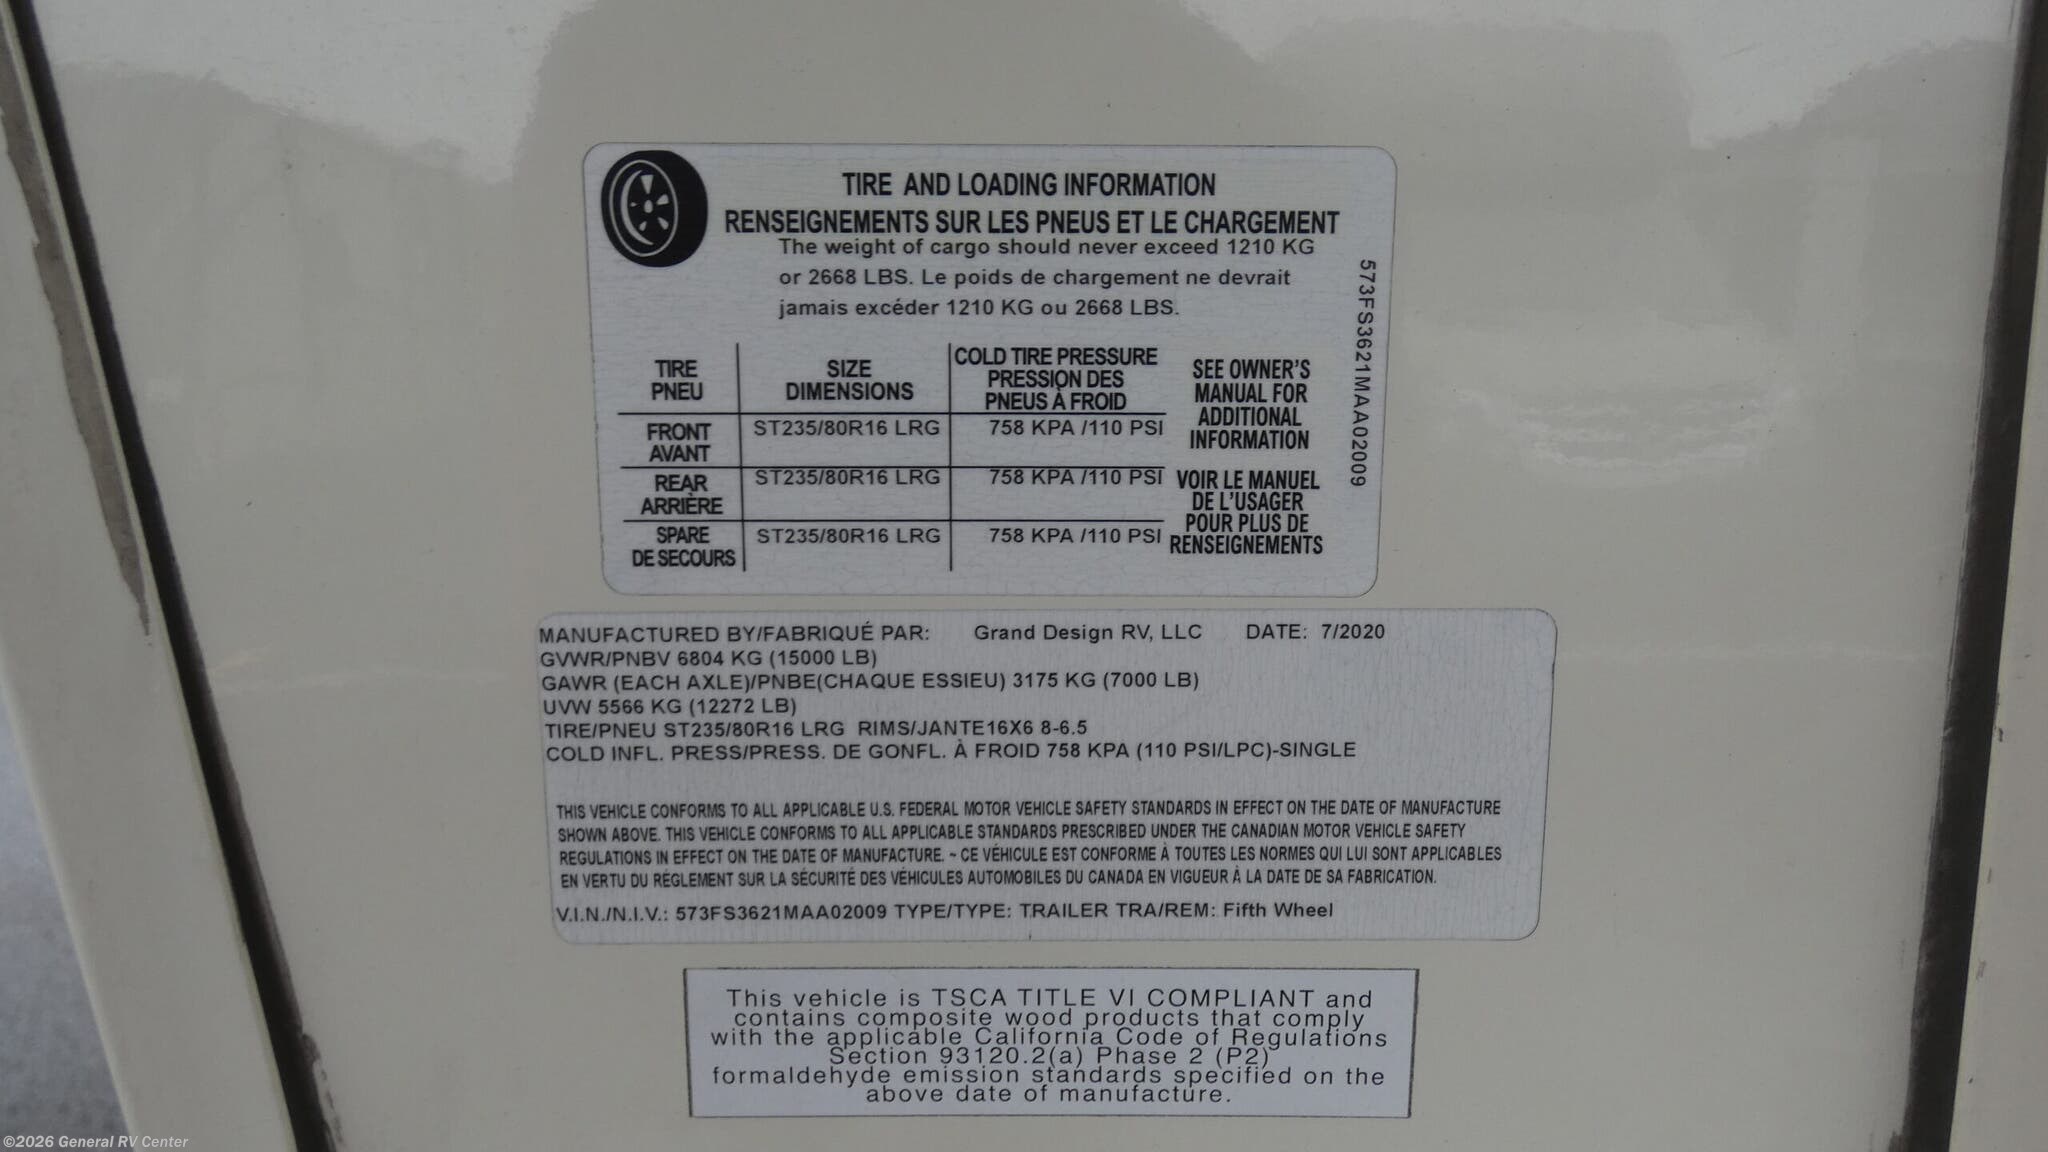 TIRE AND LOADING INFORMATION
RENSEIGNEMENTS SUR LES PNEUS ET LE CHARGEMENT
The weight of cargo should never exceed 1210 KG
or 2668 LBS. Le poids de chargement ne devrait
jamais excéder 1210 KG ou 2668 LBS.
TIRE
PNEU
SIZE
DIMENSIONS
COLD TIRE PRESSURE
PRESSION DES
PNEUS À FROID
FRONT
AVANT
ST235/80R16 LRG
758 KPA /110 PSI
REAR
ARRIÈRE
ST235/80R16 LRG
758 KPA /110 PSI
SPARE
DE SECOURS
ST235/80R16 LRG
758 KPA /110 PSI
SEE OWNER'S
MANUAL FOR
ADDITIONAL
INFORMATION
VOIR LE MANUEL
DE L'USAGER
POUR PLUS DE
RENSEIGNEMENTS
573FS3621MAA02009
MANUFACTURED BY/FABRIQUÉ PAR: Grand Design RV, LLC DATE: 7/2020
GVWR/PNBV 6804 KG (15000 LB)
GAWR (EACH AXLE)/PNBE(CHAQUE ESSIEU) 3175 KG (7000 LB)
UVW 5566 KG (12272 LB)
TIRE/PNEU ST235/80R16 LRG RIMS/JANTE16X6 8-6.5
COLD INFL. PRESS/PRESS. DE GONFL. À FROID 758 KPA (110 PSI/LPC)-SINGLE
THIS VEHICLE CONFORMS TO ALL APPLICABLE U.S. FEDERAL MOTOR VEHICLE SAFETY STANDARDS IN EFFECT ON THE DATE OF MANUFACTURE
SHOWN ABOVE. THIS VEHICLE CONFORMS TO ALL APPLICABLE STANDARDS PRESCRIBED UNDER THE CANADIAN MOTOR VEHICLE SAFETY
REGULATIONS IN EFFECT ON THE DATE OF MANUFACTURE. ~ CE VÉHICULE EST CONFORME À TOUTES LES NORMES QUI LUI SONT APPLICABLES
EN VERTU DU RÉGLEMENT SUR LA SÉCURITÉ DES VÉHICULES AUTOMOBILES DU CANADA EN VIGUEUR À LA DATE DE SA FABRICATION.
V.I.N./N.I.V.: 573FS3621MAA02009 TYPE/TYPE: TRAILER TRA/REM: Fifth Wheel
This vehicle is TSCA TITLE VI COMPLIANT and
contains composite wood products that comply
with the applicable California Code of Regulations
Section 93120.2(a) Phase 2 (P2)
formaldehyde emission standards specified on the
above date of manufacture.
©2026 General RV Center